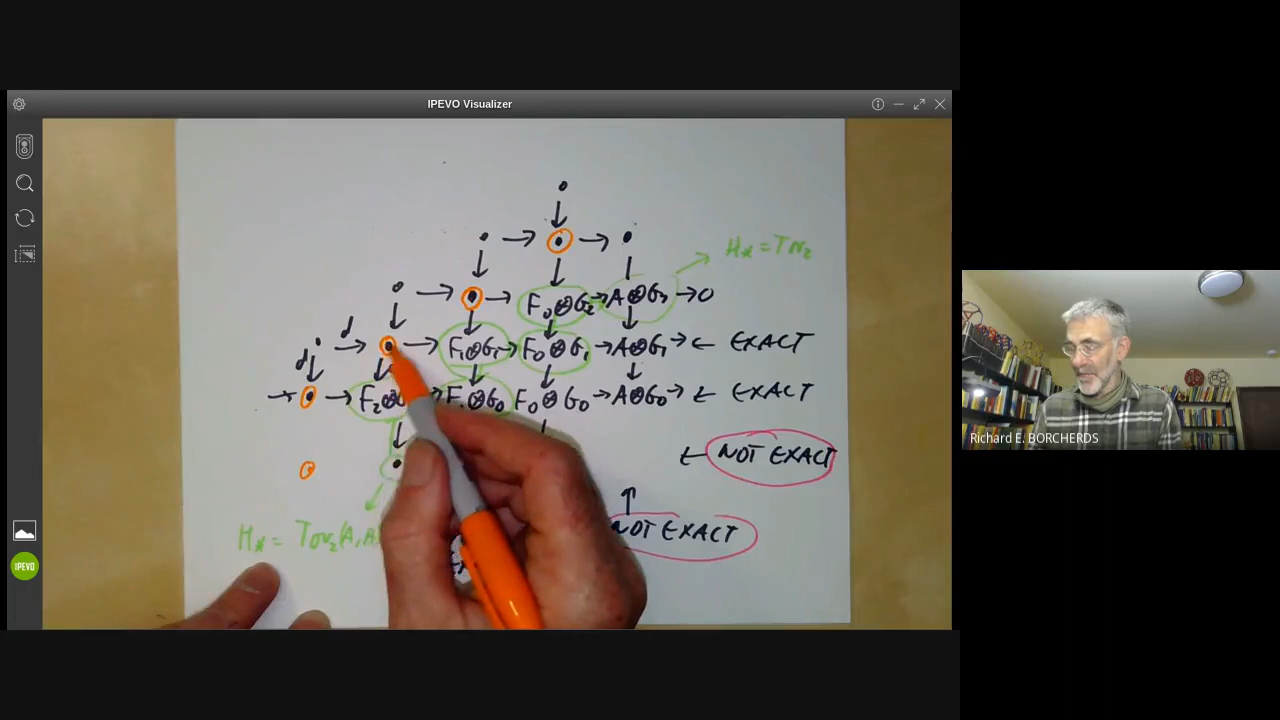 IPEVO Visualizer
H* = Tor₂
F₀⊗G₂ → A⊗G₂ → 0
d → F₁⊗G₁ → F₀⊗G₁ → A⊗G₁ → ← EXACT
d → → F₂⊗ → F₁⊗G₀ F₀⊗G₀ → A⊗G₀ → ← EXACT
← NOT EXACT
NOT EXACT
H* = Tor₂(A,
Richard E. BORCHERDS
IPEVO